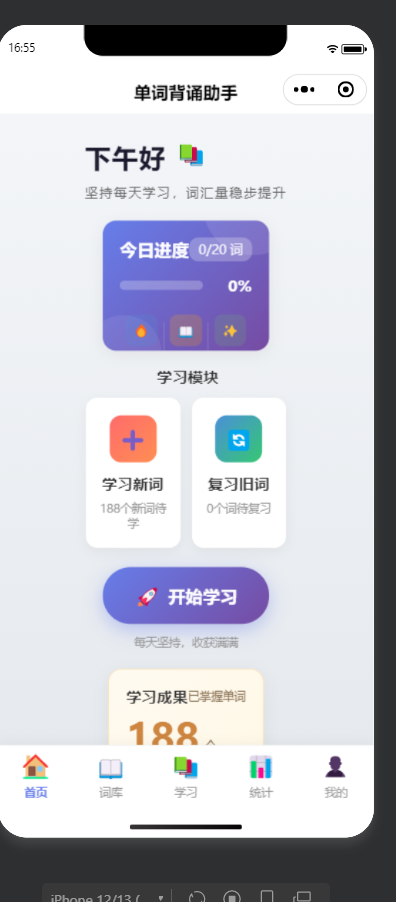 16:55
单词背诵助手
下午好
坚持每天学习，词汇量稳步提升
今日进度 0/20 词
0%
学习模块
学习新词
188个新词待
学
复习旧词
0个词待复习
开始学习
每天坚持，收获满满
学习成果 已掌握单词
188 个
首页 词库 学习 统计 我的
iPhone 12/13 (